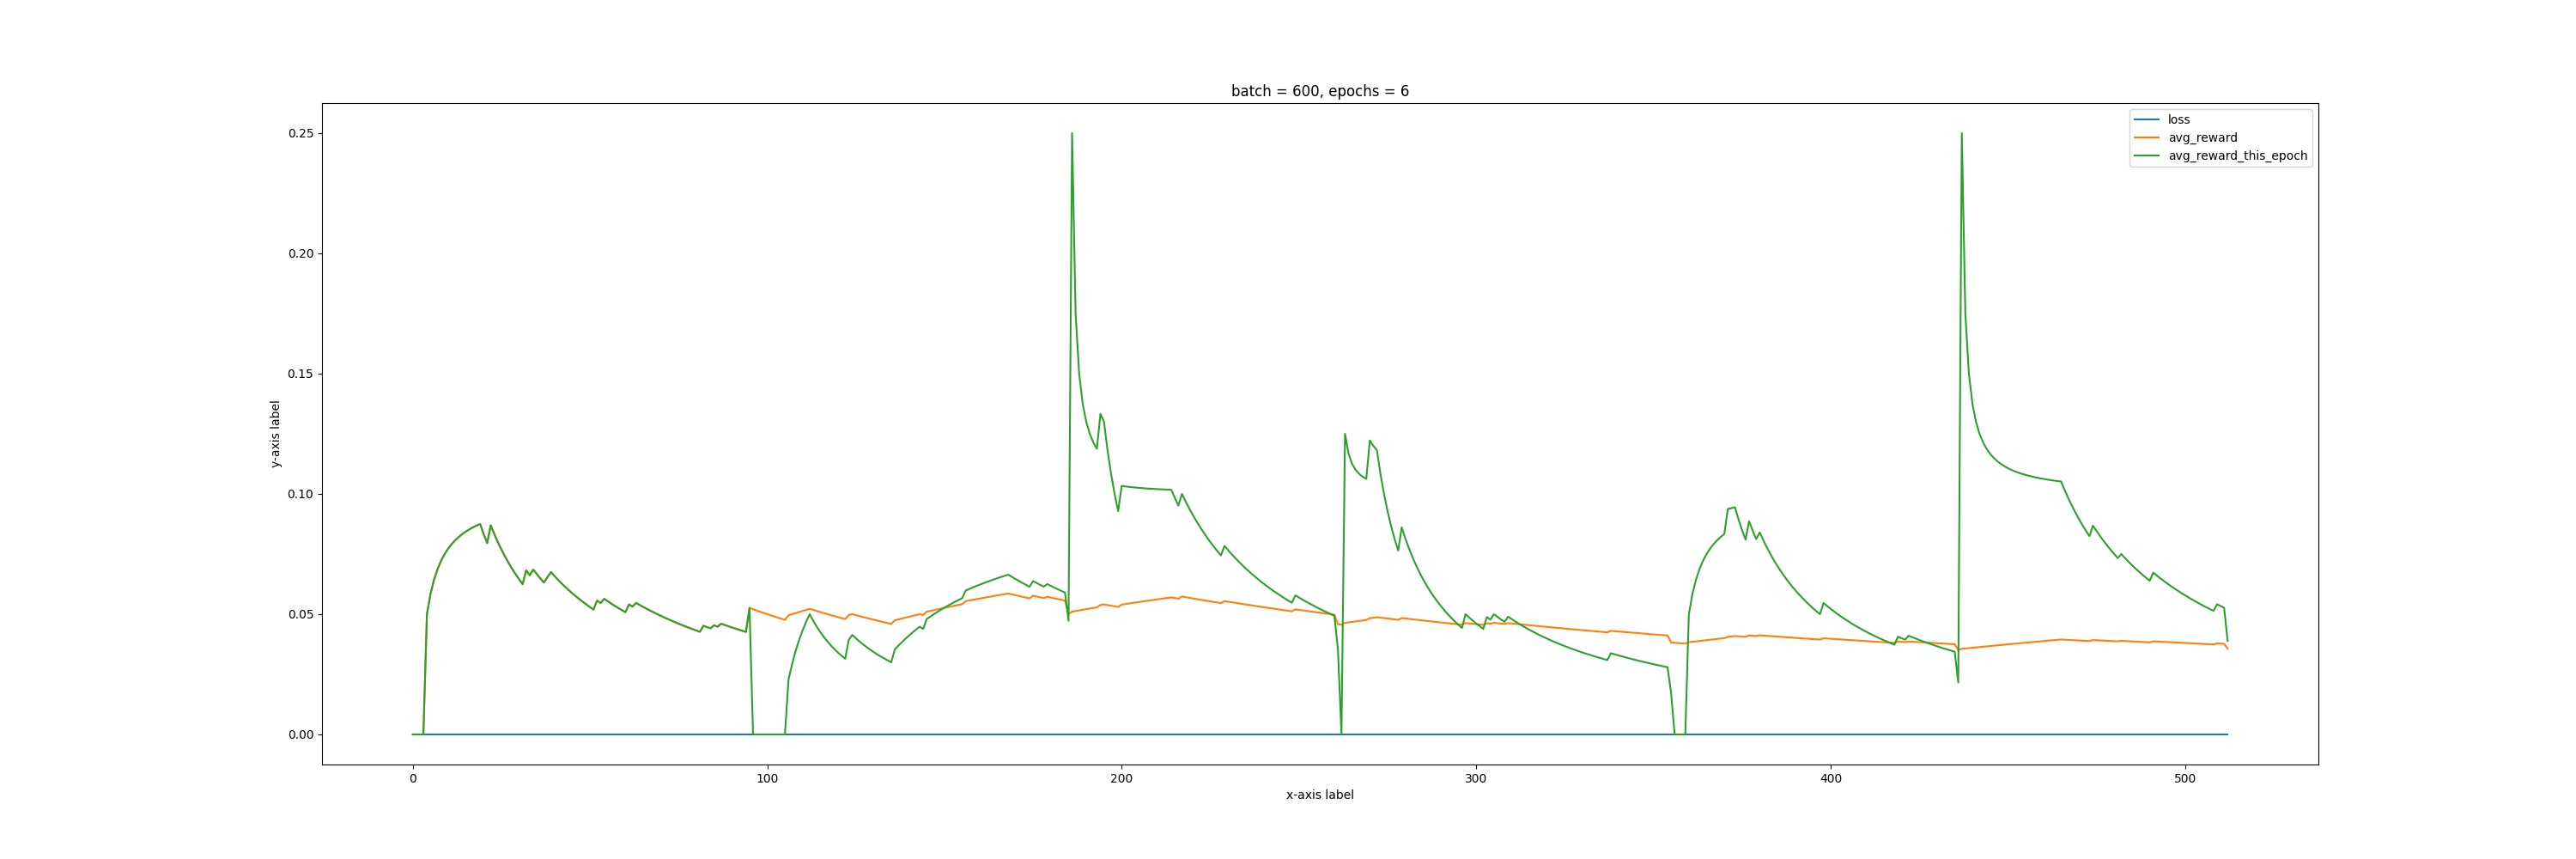 batch = 600, epochs = 6
loss
avg_reward
avg_reward_this_epoch
0.25
0.20
0.15
0.10
0.05
0.00
y-axis label
0 100 200 300 400 500
x-axis label